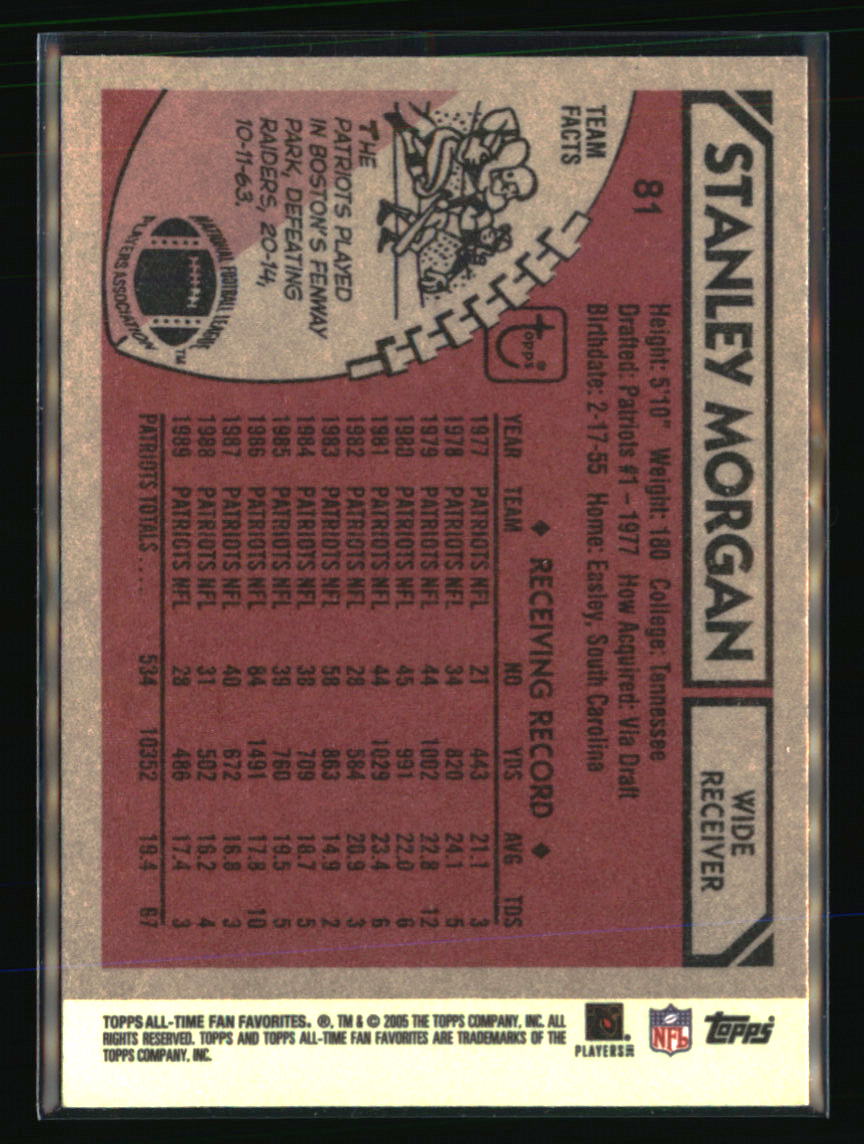 STANLEY MORGAN
WIDE
RECEIVER
81
Height: 5'10" Weight: 180 College: Tennessee
Drafted: Patriots #1 - 1977 How Acquired: Via Draft
Birthdate: 2-17-55 Home: Easley, South Carolina
TEAM
FACTS
THE
PATRIOTS PLAYED
IN BOSTON'S FENWAY
PARK, DEFEATING
RAIDERS, 20-14,
10-11-63.
NATIONAL FOOTBALL LEAGUE
PLAYERS ASSOCIATION
TM
topps®
◆ RECEIVING RECORD ◆
YEAR TEAM NO YDS AVG TDS
1977 PATRIOTS NFL 21 443 21.1 3
1978 PATRIOTS NFL 34 820 24.1 5
1979 PATRIOTS NFL 44 1002 22.8 12
1980 PATRIOTS NFL 45 991 22.0 6
1981 PATRIOTS NFL 44 1029 23.4 6
1982 PATRIOTS NFL 28 584 20.9 3
1983 PATRIOTS NFL 58 863 14.9 2
1984 PATRIOTS NFL 38 709 18.7 5
1985 PATRIOTS NFL 39 760 19.5 5
1986 PATRIOTS NFL 84 1491 17.8 10
1987 PATRIOTS NFL 40 672 16.8 3
1988 PATRIOTS NFL 31 502 16.2 4
1989 PATRIOTS NFL 28 486 17.4 3
PATRIOTS TOTALS .... 534 10352 19.4 67
TOPPS ALL-TIME FAN FAVORITES. ®, TM & © 2005 THE TOPPS COMPANY, INC. ALL
RIGHTS RESERVED. TOPPS AND TOPPS ALL-TIME FAN FAVORITES ARE TRADEMARKS OF THE
TOPPS COMPANY, INC.
PLAYERS INC
NFL
topps